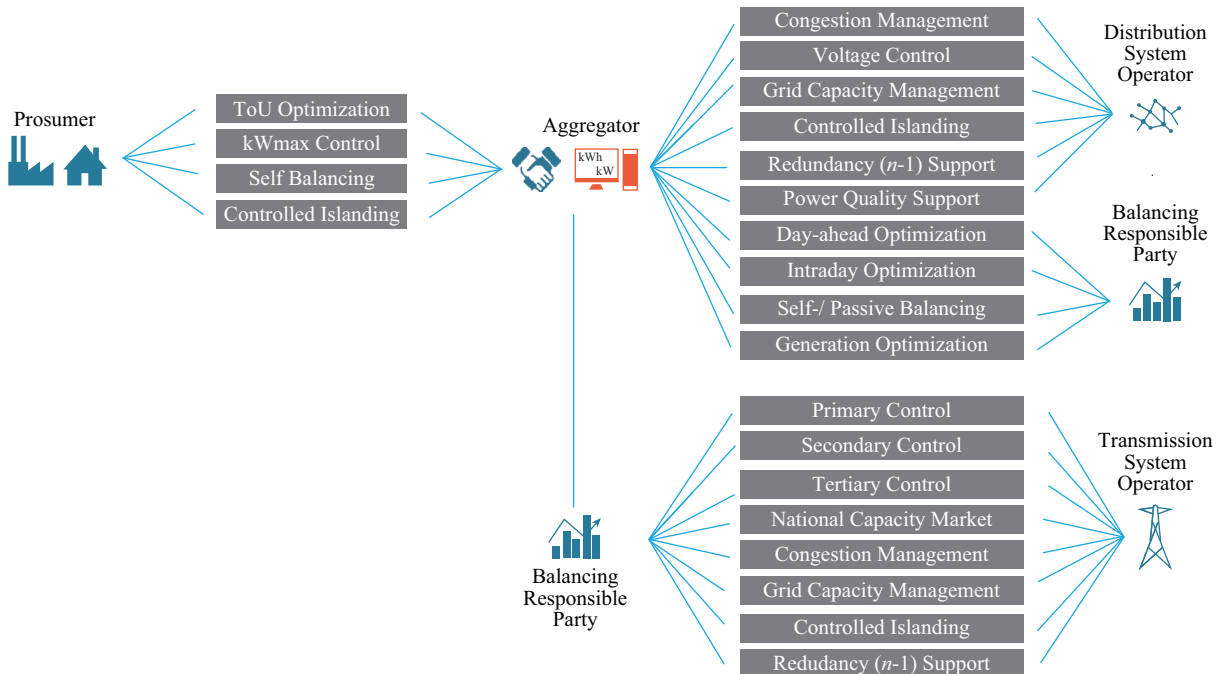 Prosumer
ToU Optimization
kWmax Control
Self Balancing
Controlled Islanding
Aggregator
kWh
kW
Congestion Management
Voltage Control
Grid Capacity Management
Controlled Islanding
Redundancy (n-1) Support
Power Quality Support
Day-ahead Optimization
Intraday Optimization
Self-/ Passive Balancing
Generation Optimization
Distribution
System
Operator
Balancing
Responsible
Party
Balancing
Responsible
Party
Primary Control
Secondary Control
Tertiary Control
National Capacity Market
Congestion Management
Grid Capacity Management
Controlled Islanding
Redudancy (n-1) Support
Transmission
System
Operator